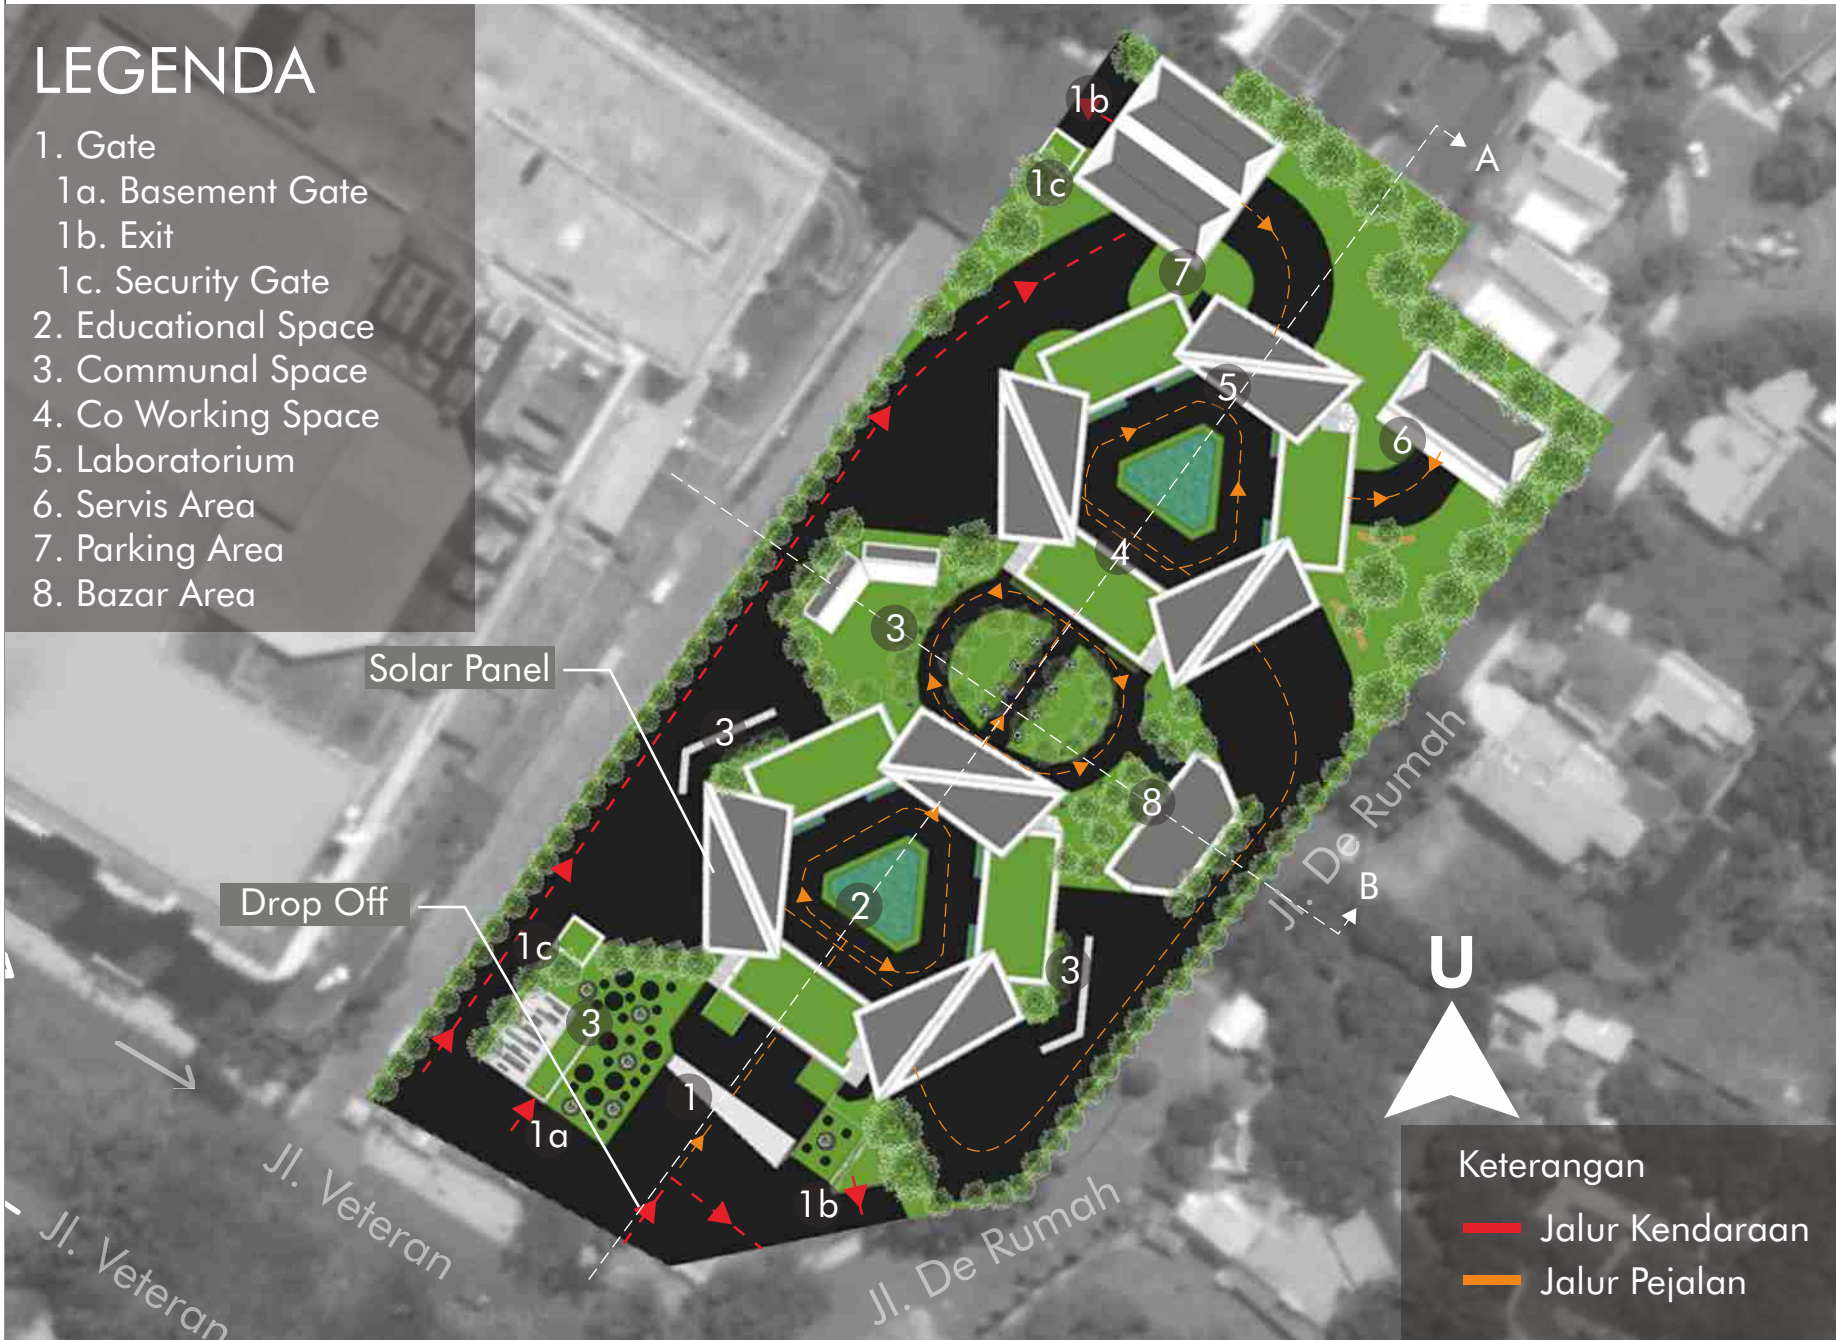 LEGENDA
1. Gate
1a. Basement Gate
1b. Exit
1c. Security Gate
2. Educational Space
3. Communal Space
4. Co Working Space
5. Laboratorium
6. Servis Area
7. Parking Area
8. Bazar Area
1b
A
1c
7
5
6
4
3
Solar Panel
3
8
Jl. De Rumah
B
Drop Off
2
1c
3
3
U
1
1a
1b
Jl. Veteran
Jl. Veteran
Jl. De Rumah
Keterangan
Jalur Kendaraan
Jalur Pejalan